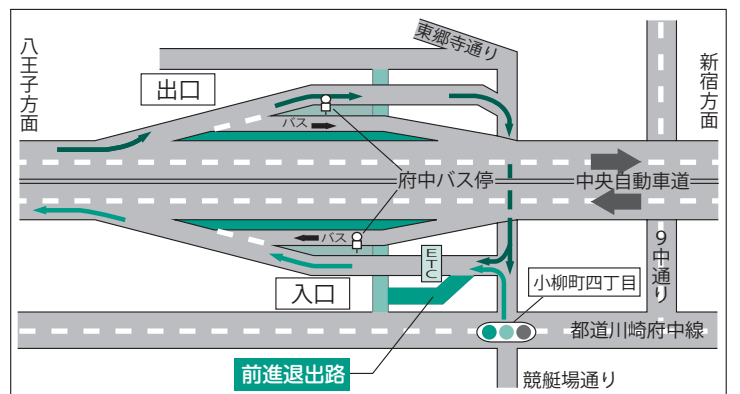 東郷寺通り
八王子方面
出口
新宿方面
バス
府中バス停
中央自動車道
バス
ETC
9中通り
入口
小柳町四丁目
都道川崎府中線
前進退出路
競艇場通り